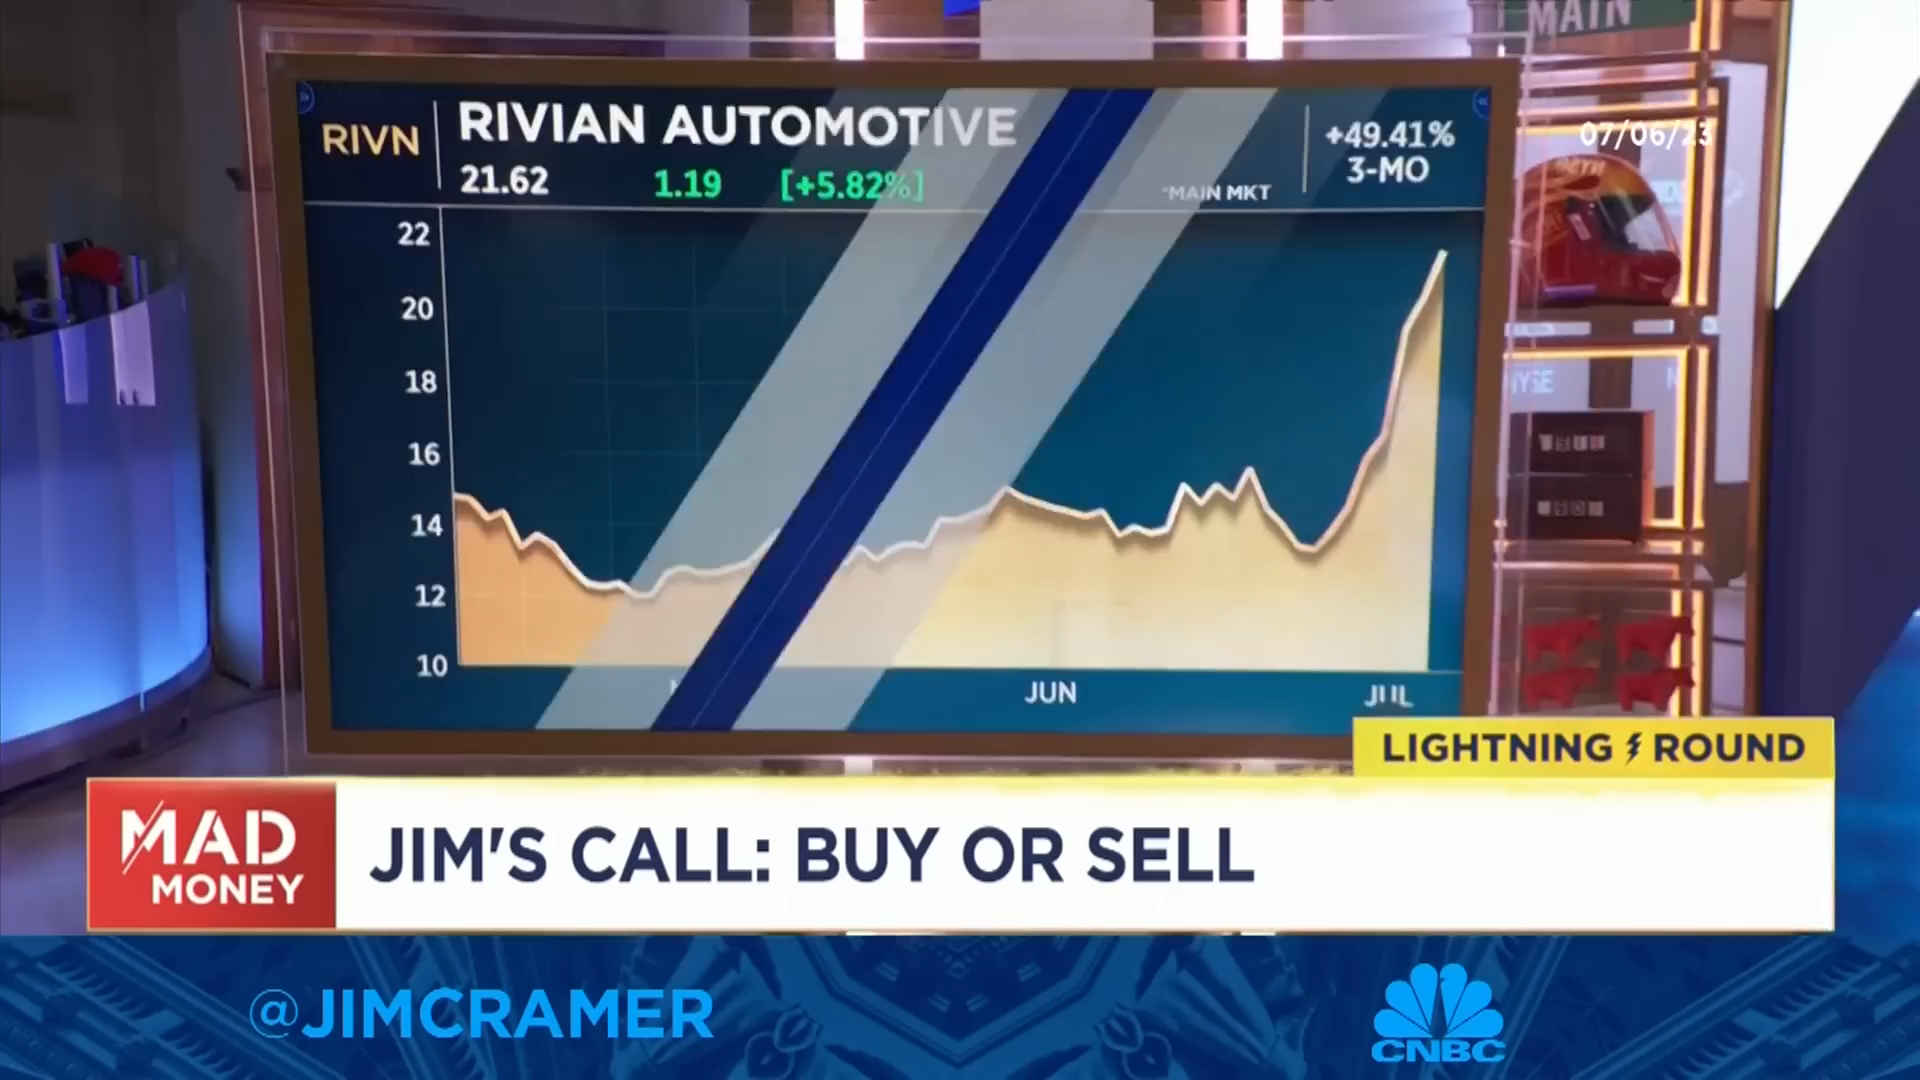 MAIN
RIVN
RIVIAN AUTOMOTIVE
21.62 1.19 [+5.82%]
*MAIN MKT
+49.41%
3-MO
07/06/23
22
20
18
16
14
12
10
JUN
JUL
NYSE
LIGHTNING ROUND
MAD
MONEY
JIM'S CALL: BUY OR SELL
@JIMCRAMER
CNBC